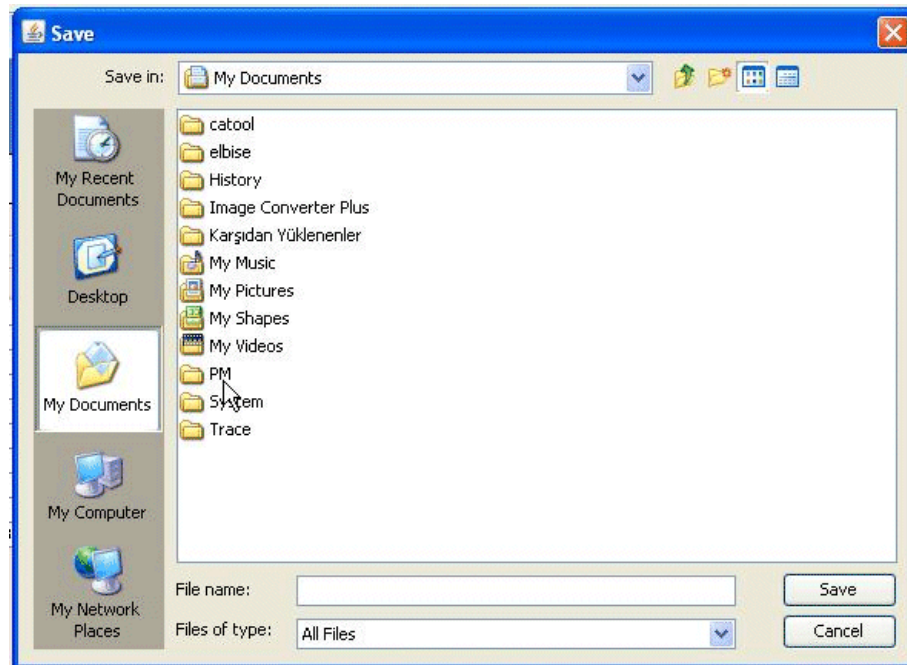 Save
Save in: My Documents
My Recent
Documents
Desktop
My Documents
My Computer
My Network
Places
catool
elbise
History
Image Converter Plus
Karşıdan Yüklenenler
My Music
My Pictures
My Shapes
My Videos
PM
System
Trace
File name:
Save
Files of type: All Files
Cancel